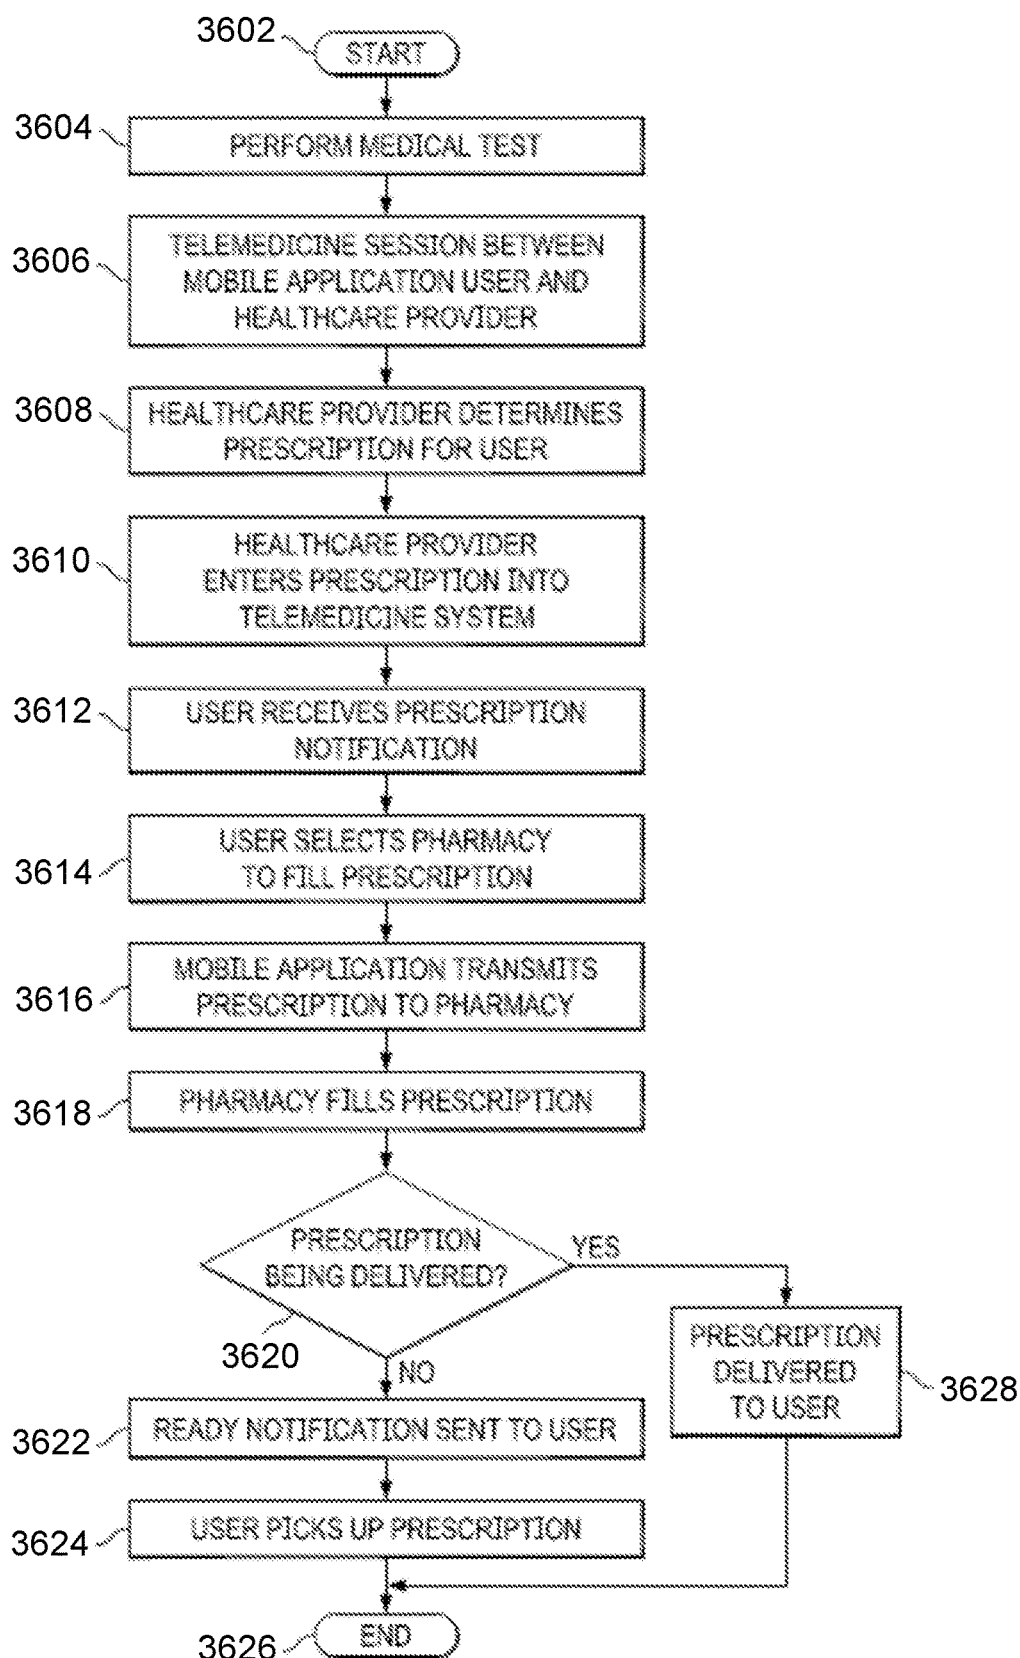 3602
START
3604
PERFORM MEDICAL TEST
3606
TELEMEDICINE SESSION BETWEEN
MOBILE APPLICATION USER AND
HEALTHCARE PROVIDER
3608
HEALTHCARE PROVIDER DETERMINES
PRESCRIPTION FOR USER
3610
HEALTHCARE PROVIDER
ENTERS PRESCRIPTION INTO
TELEMEDICINE SYSTEM
3612
USER RECEIVES PRESCRIPTION
NOTIFICATION
3614
USER SELECTS PHARMACY
TO FILL PRESCRIPTION
3616
MOBILE APPLICATION TRANSMITS
PRESCRIPTION TO PHARMACY
3618
PHARMACY FILLS PRESCRIPTION
PRESCRIPTION
BEING DELIVERED?
YES
3620
NO
PRESCRIPTION
DELIVERED
TO USER
3628
3622
READY NOTIFICATION SENT TO USER
3624
USER PICKS UP PRESCRIPTION
3626
END